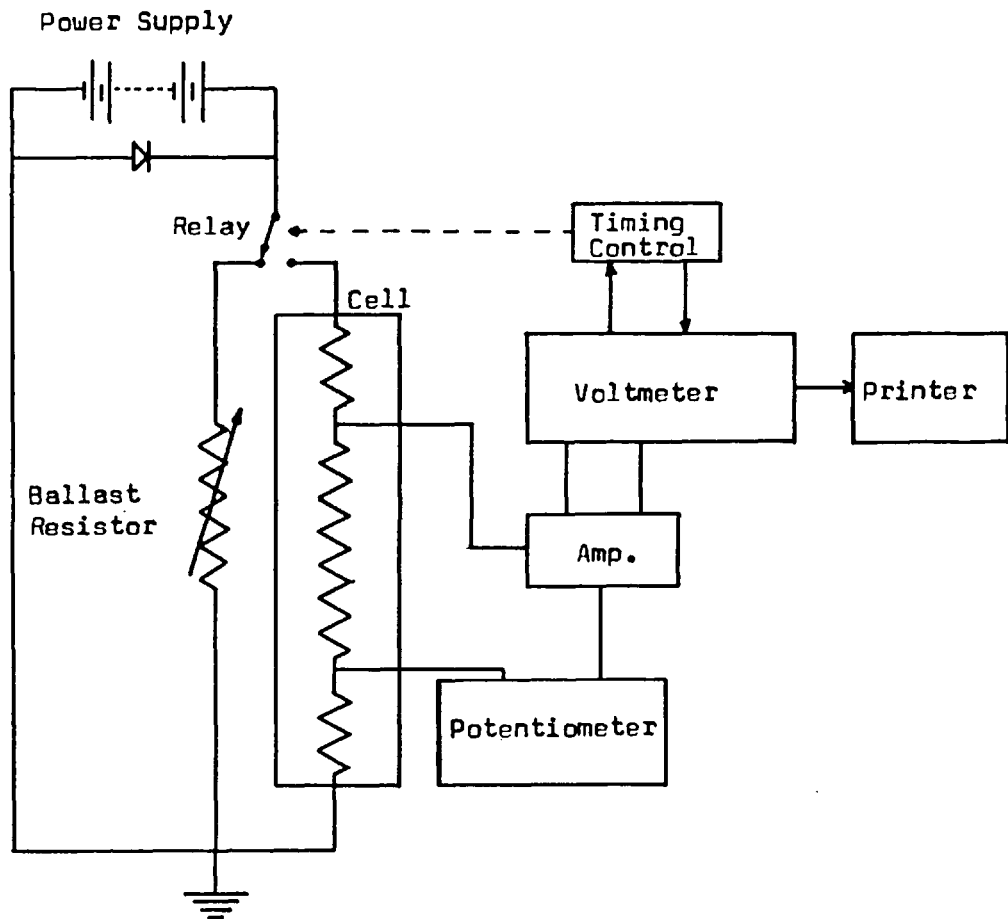 Power Supply
Relay
Timing
Control
Cell
Voltmeter
Printer
Ballast
Resistor
Amp.
Potentiometer